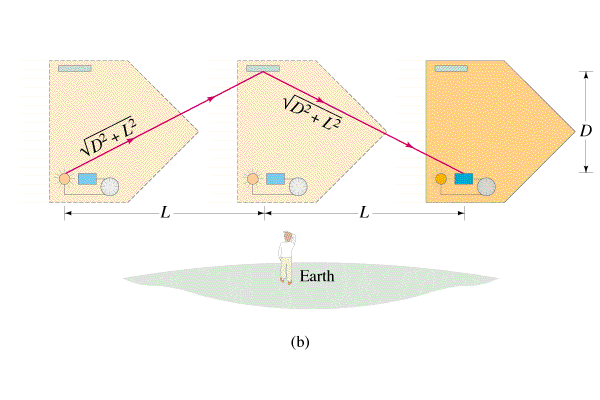 √D² + L²
√D² + L²
D
L
L
Earth
(b)